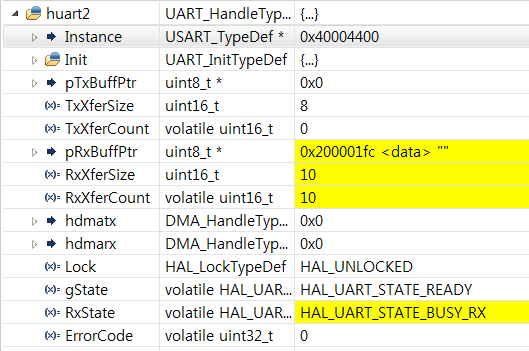 huart2 UART_HandleTyp... {...}
Instance USART_TypeDef * 0x40004400
Init UART_InitTypeDef {...}
pTxBuffPtr uint8_t * 0x0
(x)= TxXferSize uint16_t 8
(x)= TxXferCount volatile uint16_t 0
pRxBuffPtr uint8_t * 0x200001fc <data> ""
(x)= RxXferSize uint16_t 10
(x)= RxXferCount volatile uint16_t 10
hdmatx DMA_HandleTyp... 0x0
hdmarx DMA_HandleTyp... 0x0
(x)= Lock HAL_LockTypeDef HAL_UNLOCKED
(x)= gState volatile HAL_UAR... HAL_UART_STATE_READY
(x)= RxState volatile HAL_UAR... HAL_UART_STATE_BUSY_RX
(x)= ErrorCode volatile uint32_t 0